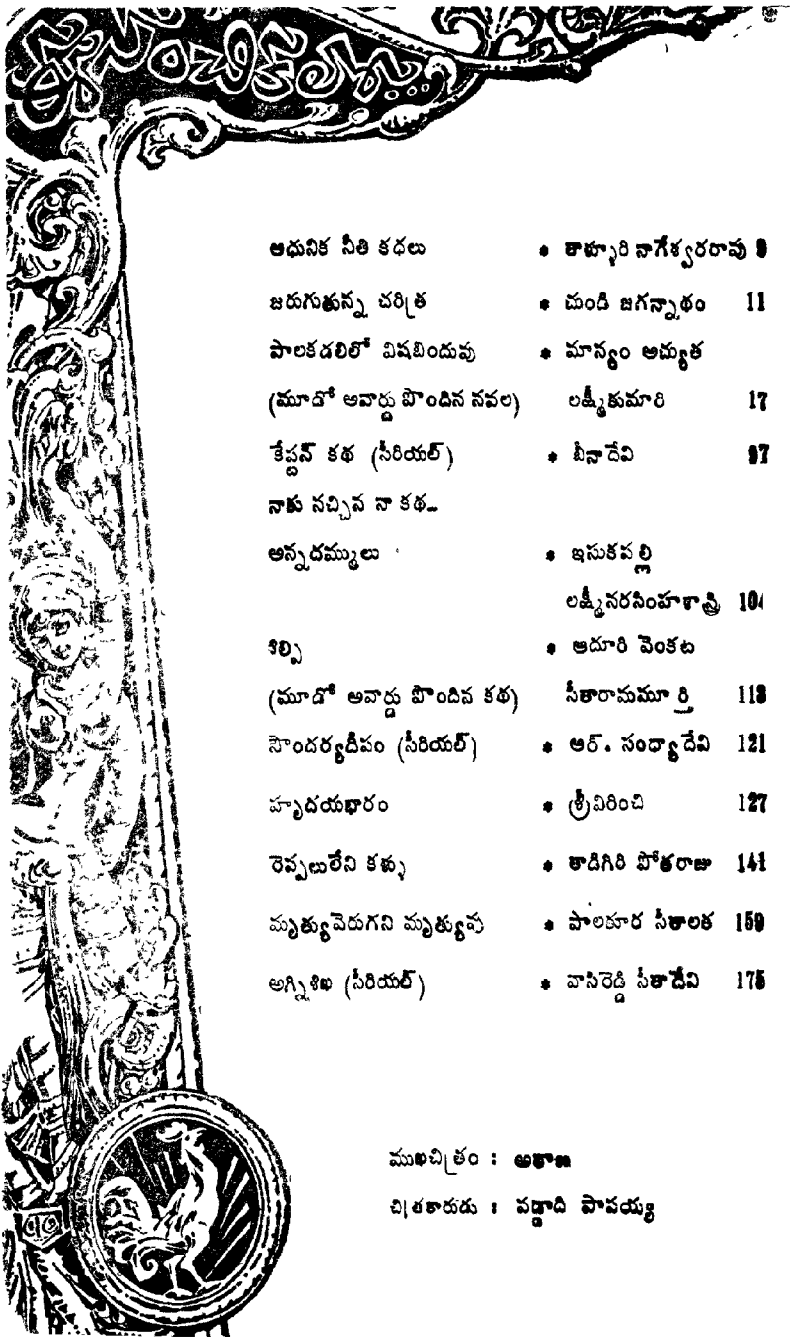 ఈ సంచికలో...
ఆధునిక నీతి కధలు * కాళ్ళూరి నాగేశ్వరరావు 9
జరుగుతున్న చరిత్ర * చుండి జగన్నాథం 11
పాలకడలిలో విషబిందువు * మాన్యం అచ్యుత
(మూడో అవార్డు పొందిన నవల) లక్ష్మీకుమారి 17
కేప్టన్ కథ (సీరియల్) * బీనాదేవి 97
నాకు నచ్చిన నా కథ–
అన్నదమ్ములు * ఇసుకపల్లి
లక్ష్మీనరసింహశాస్త్రి 104
శిల్పి * ఆదూరి వెంకట
(మూడో అవార్డు పొందిన కథ) సీతారామమూర్తి 113
సౌందర్యదీపం (సీరియల్) * ఆర్. సంధ్యాదేవి 121
హృదయభారం * శ్రీవిరించి 127
రెప్పలులేని కళ్ళు * తాడిగిరి పోతరాజు 141
మృత్యువెరుగని మృత్యువు * పాలకూర సీతాలత 159
అగ్నిశిఖ (సీరియల్) * వాసిరెడ్డి సీతాదేవి 175
ముఖచిత్రం :
చిత్రకారుడు : వడ్డాది పాపయ్య